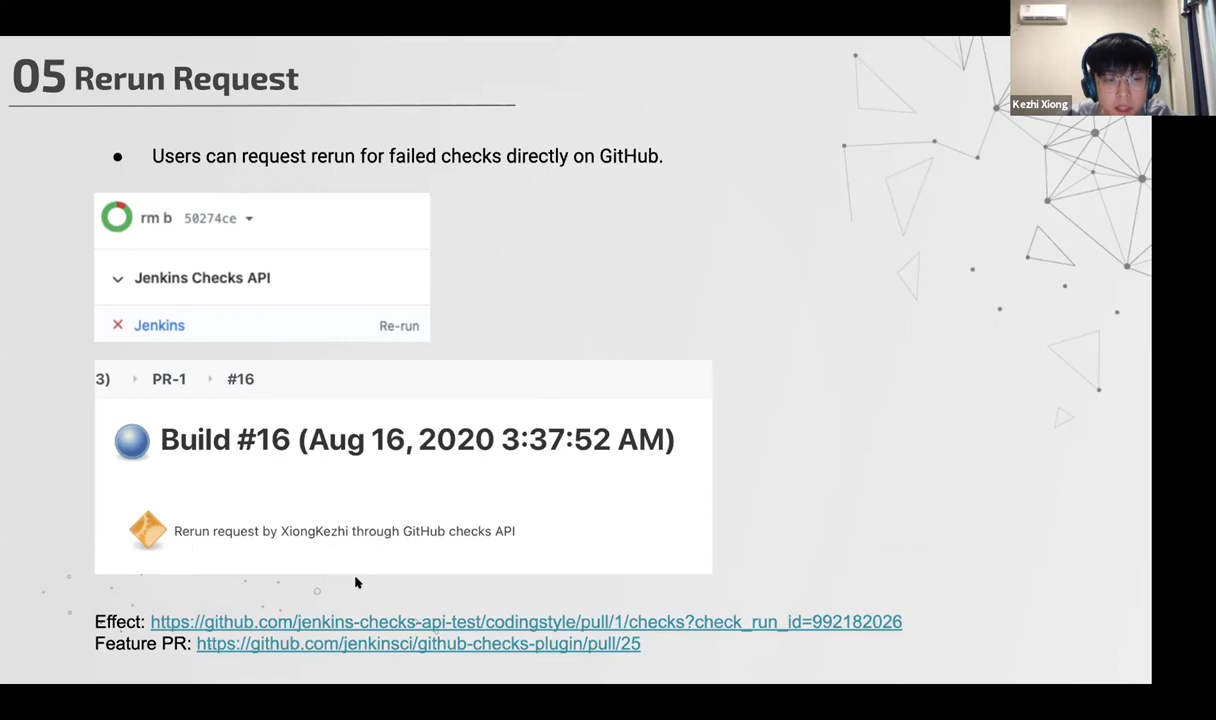 05 Rerun Request
Kezhi Xiong
● Users can request rerun for failed checks directly on GitHub.
rm b 50274ce
Jenkins Checks API
Jenkins Re-run
3) PR-1 #16
Build #16 (Aug 16, 2020 3:37:52 AM)
Rerun request by XiongKezhi through GitHub checks API
Effect: https://github.com/jenkins-checks-api-test/codingstyle/pull/1/checks?check_run_id=992182026
Feature PR: https://github.com/jenkinsci/github-checks-plugin/pull/25